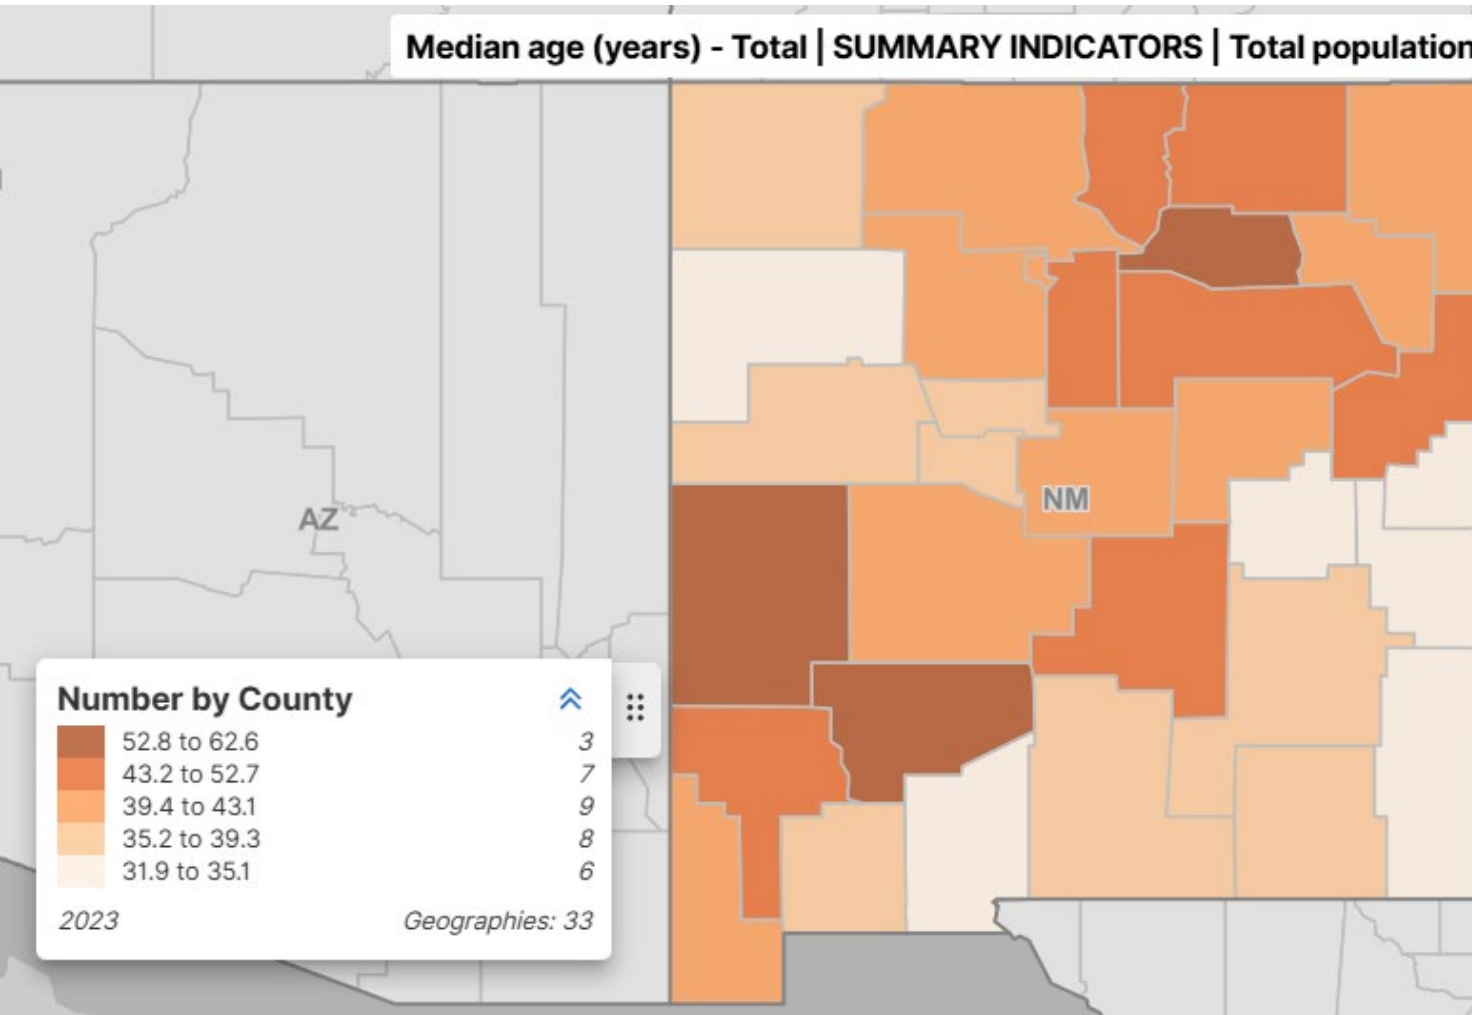 Median age (years) - Total | SUMMARY INDICATORS | Total population
NM
AZ
Number by County
52.8 to 62.6 3
43.2 to 52.7 7
39.4 to 43.1 9
35.2 to 39.3 8
31.9 to 35.1 6
2023 Geographies: 33